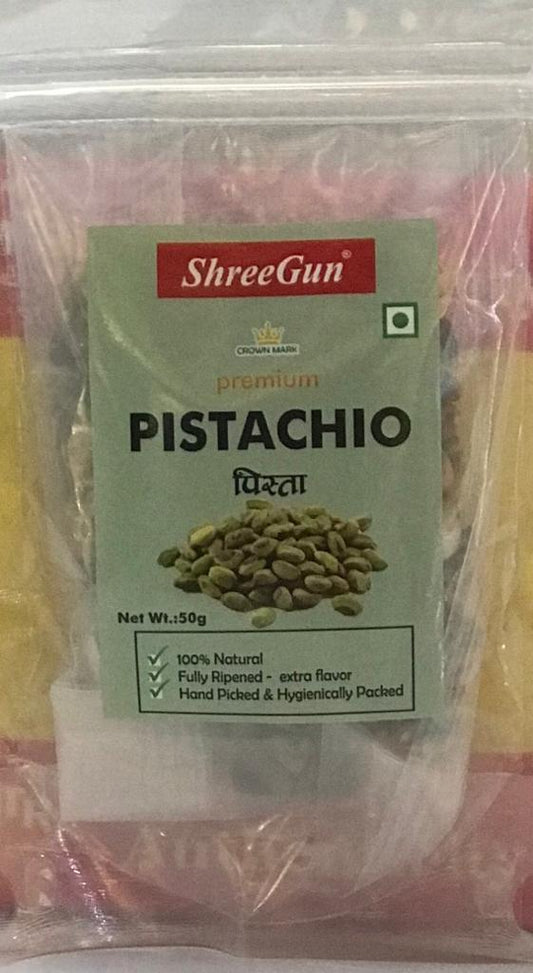 ShreeGun®
CROWN MARK
premium
PISTACHIO
पिस्ता
Net Wt.:50g
100% Natural
Fully Ripened - extra flavor
Hand Picked & Hygienically Packed